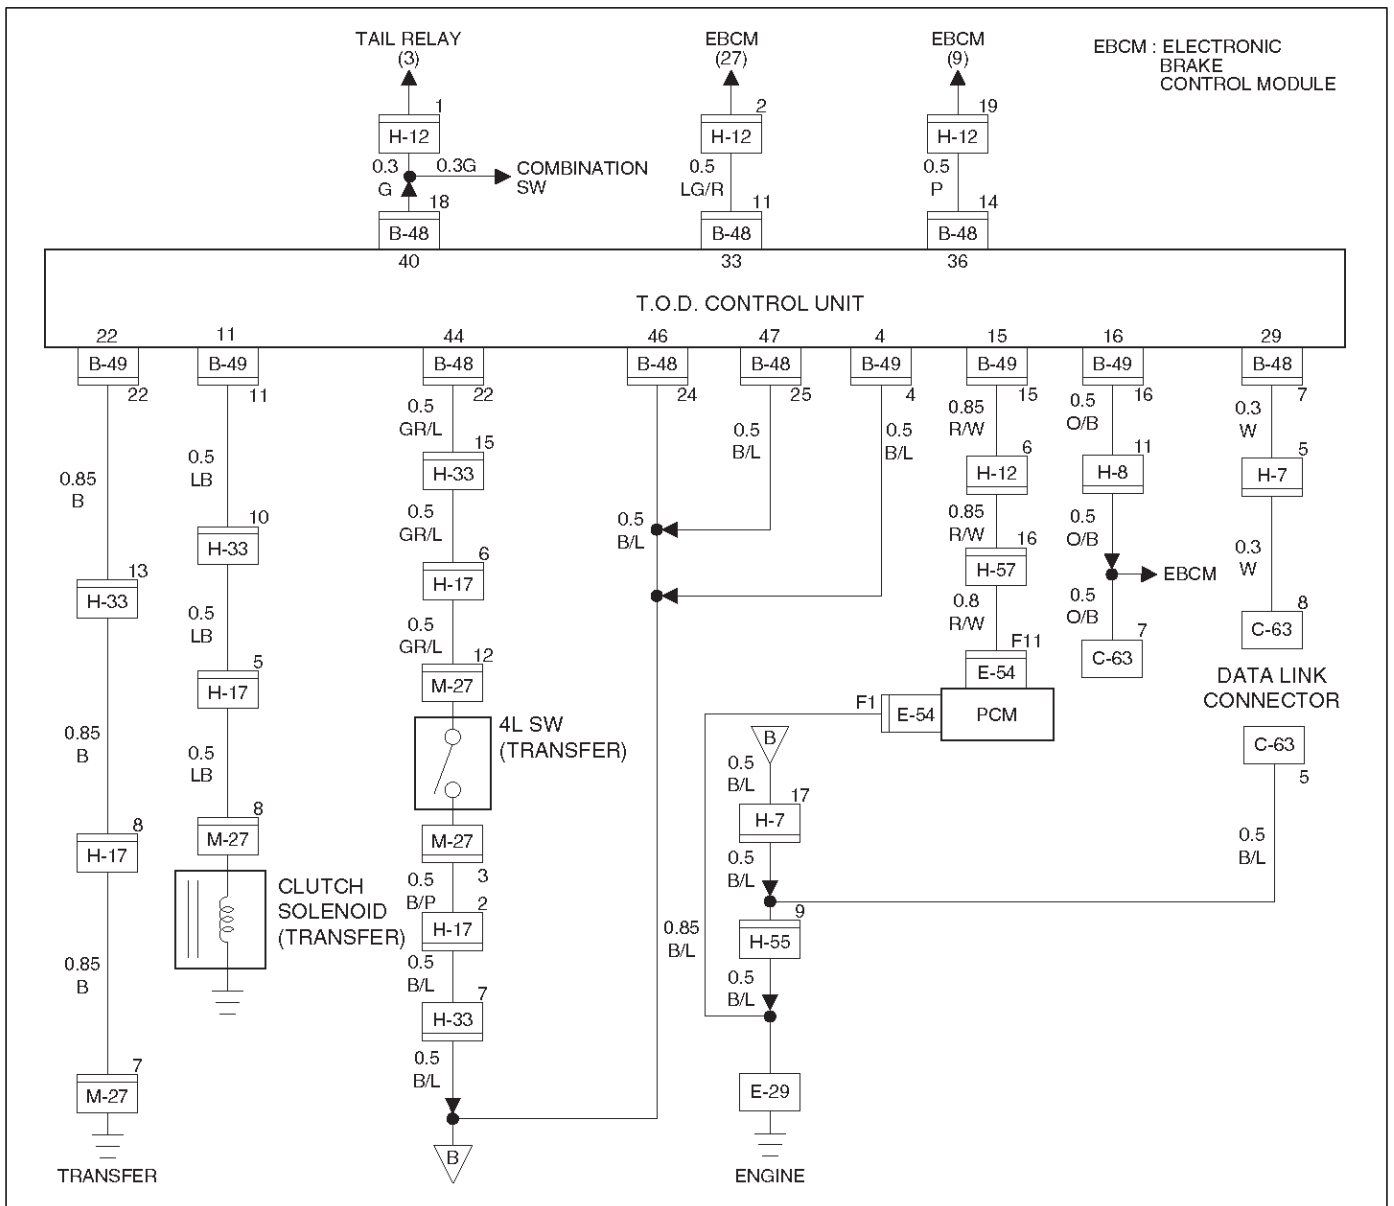 TAIL RELAY
(3)
EBCM
(27)
EBCM
(9)
EBCM : ELECTRONIC
BRAKE
CONTROL MODULE
1
2
19
H-12
H-12
H-12
0.3
G
0.3G
COMBINATION
SW
0.5
LG/R
0.5
P
18
11
14
B-48
B-48
B-48
40
33
36
T.O.D. CONTROL UNIT
22
11
44
46
47
4
15
16
29
B-49
B-49
B-48
B-48
B-48
B-49
B-49
B-49
B-48
22
11
22
24
25
4
15
16
7
0.85
B
13
H-33
0.85
B
8
H-17
0.85
B
7
M-27
TRANSFER
0.5
LB
10
H-33
0.5
LB
5
H-17
0.5
LB
8
M-27
CLUTCH
SOLENOID
(TRANSFER)
0.5
GR/L
15
H-33
0.5
GR/L
6
H-17
0.5
GR/L
12
M-27
4L SW
(TRANSFER)
M-27
3
0.5
B/P
2
H-17
0.5
B/L
7
H-33
0.5
B/L
B
0.5
B/L
0.5
B/L
0.5
B/L
0.85
R/W
6
H-12
0.85
R/W
16
H-57
0.8
R/W
F11
E-54
F1
E-54
PCM
0.85
B/L
B
0.5
B/L
17
H-7
0.5
B/L
9
H-55
0.5
B/L
E-29
ENGINE
0.5
O/B
11
H-8
0.5
O/B
EBCM
0.5
O/B
7
C-63
0.3
W
5
H-7
0.3
W
8
C-63
DATA LINK
CONNECTOR
C-63
5
0.5
B/L